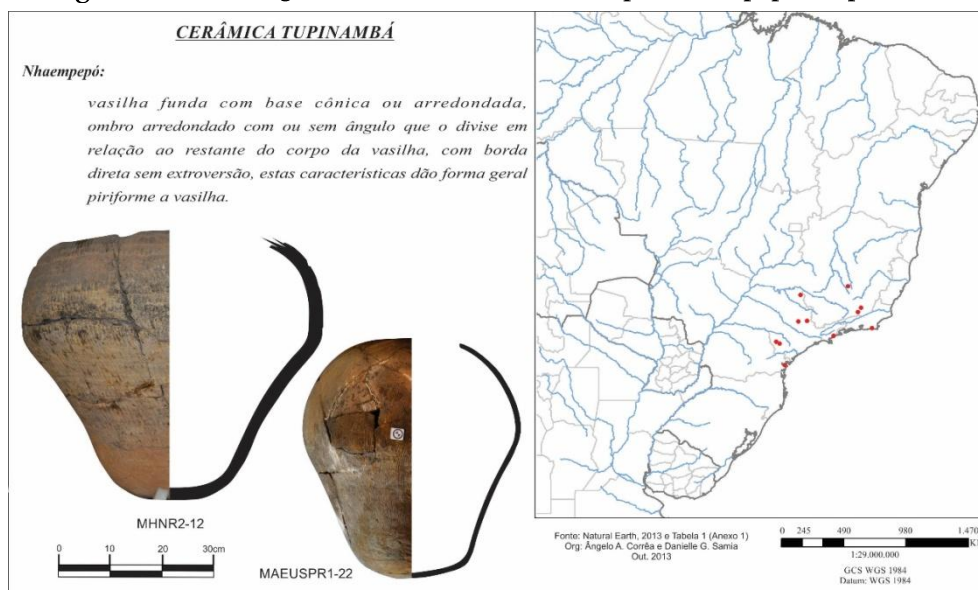 CERÂMICA TUPINAMBÁ
Nhaempepó:
vasilha funda com base cônica ou arredondada,
ombro arredondado com ou sem ângulo que o divise em
relação ao restante do corpo da vasilha, com borda
direta sem extroversão, estas características dão forma geral
piriforme a vasilha.
MHNR2-12
0 10 20 30cm
MAEUSPR1-22
Fonte: Natural Earth, 2013 e Tabela 1 (Anexo 1)
Org: Ângelo A. Corrêa e Danielle G. Samia
Out. 2013
0 245 490 980 1.470
1:29.000.000
GCS WGS 1984
Datum: WGS 1984